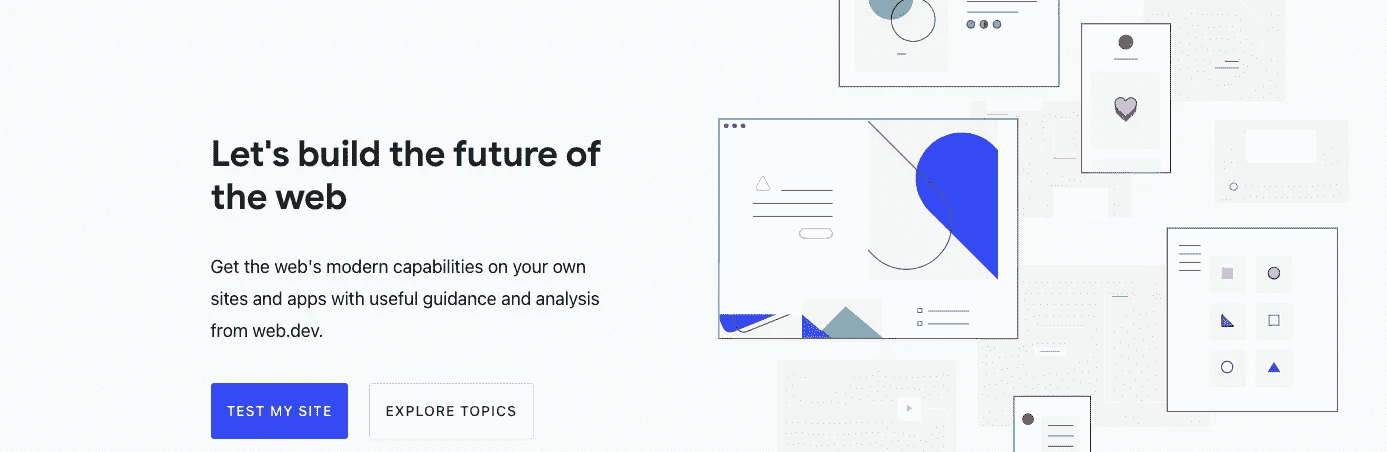 Let's build the future of
the web
Get the web's modern capabilities on your own
sites and apps with useful guidance and analysis
from web.dev.
TEST MY SITE
EXPLORE TOPICS